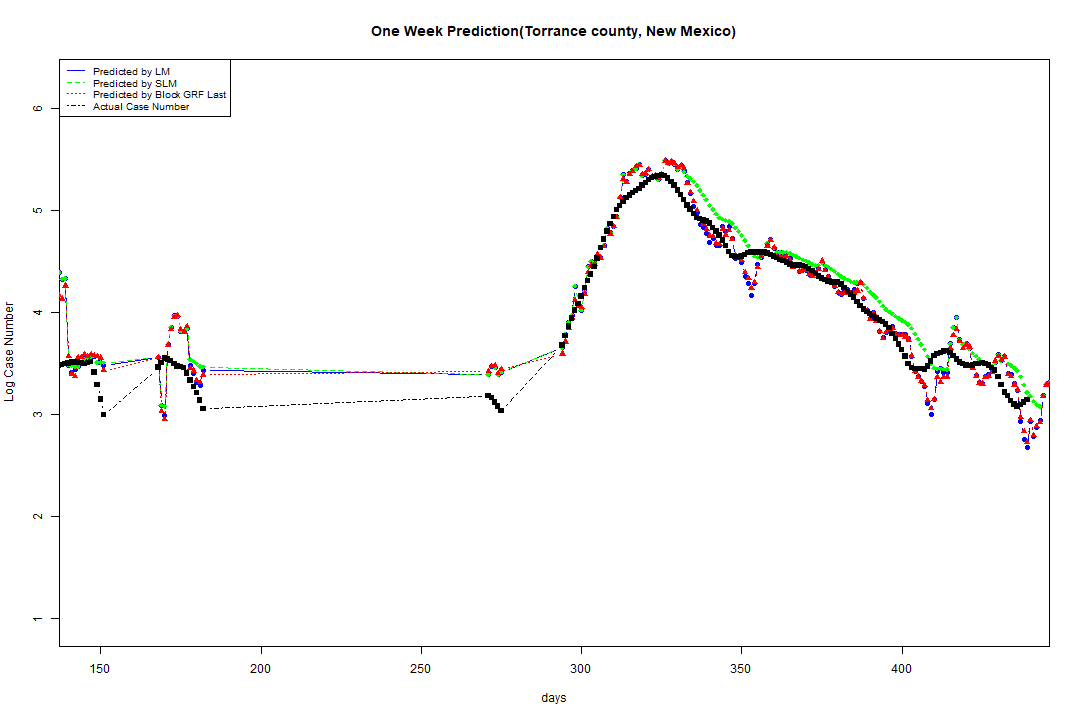 One Week Prediction(Torrance county, New Mexico)
Predicted by LM
Predicted by SLM
Predicted by Block GRF Last
Actual Case Number
6
5
4
3
2
1
Log Case Number
150 200 250 300 350 400
days